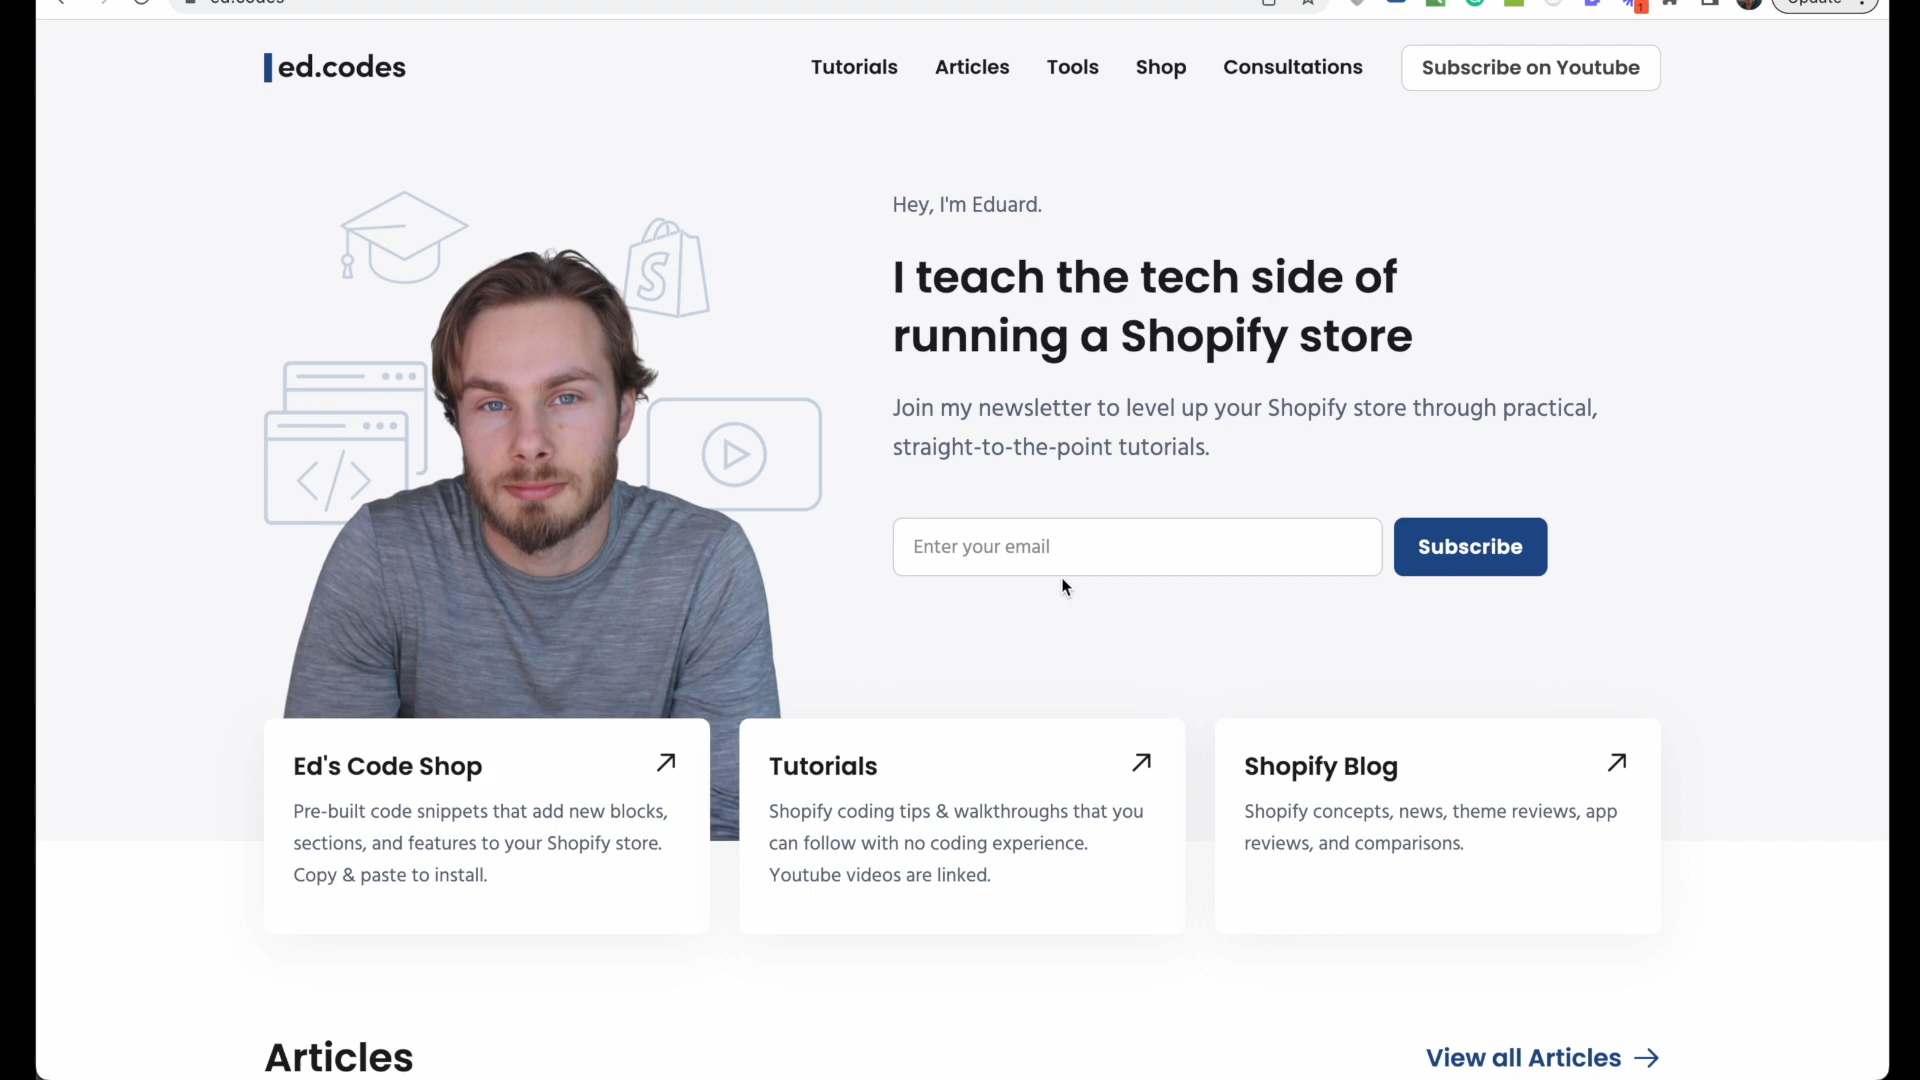 ed.codes
Update
1
ed.codes
Tutorials
Articles
Tools
Shop
Consultations
Subscribe on Youtube
Hey, I'm Eduard.
I teach the tech side of
running a Shopify store
Join my newsletter to level up your Shopify store through practical,
straight-to-the-point tutorials.
Enter your email
Subscribe
S
Ed's Code Shop
Pre-built code snippets that add new blocks,
sections, and features to your Shopify store.
Copy & paste to install.
Tutorials
Shopify coding tips & walkthroughs that you
can follow with no coding experience.
Youtube videos are linked.
Shopify Blog
Shopify concepts, news, theme reviews, app
reviews, and comparisons.
Articles
View all Articles